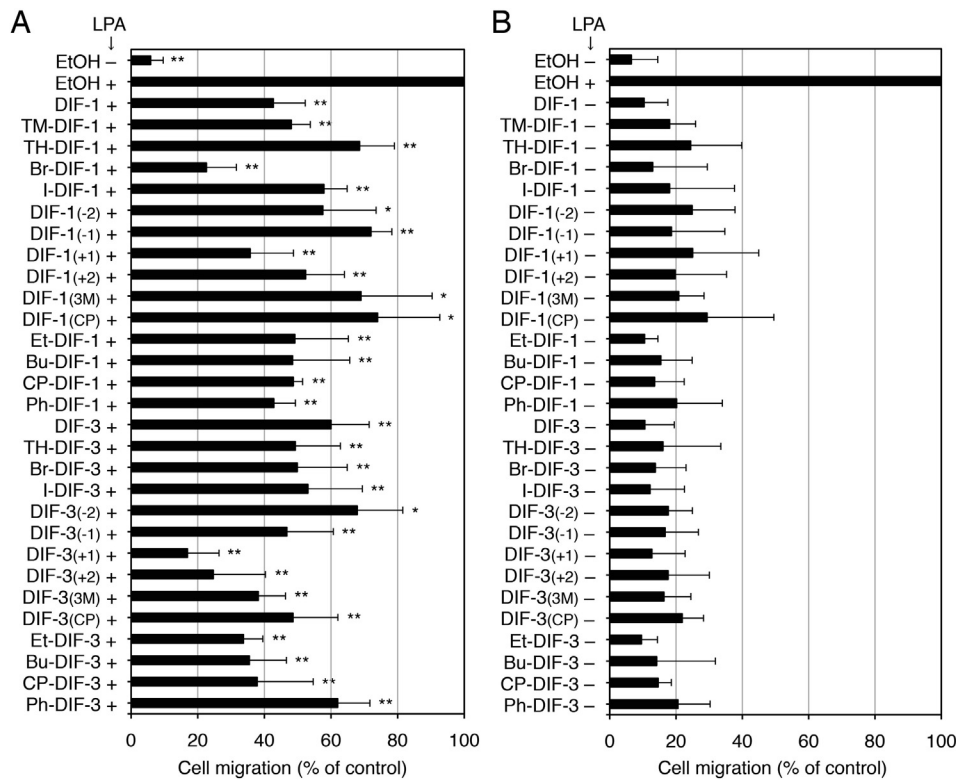 A
LPA
↓
EtOH –
EtOH +
DIF-1 +
TM-DIF-1 +
TH-DIF-1 +
Br-DIF-1 +
I-DIF-1 +
DIF-1(-2) +
DIF-1(-1) +
DIF-1(+1) +
DIF-1(+2) +
DIF-1(3M) +
DIF-1(CP) +
Et-DIF-1 +
Bu-DIF-1 +
CP-DIF-1 +
Ph-DIF-1 +
DIF-3 +
TH-DIF-3 +
Br-DIF-3 +
I-DIF-3 +
DIF-3(-2) +
DIF-3(-1) +
DIF-3(+1) +
DIF-3(+2) +
DIF-3(3M) +
DIF-3(CP) +
Et-DIF-3 +
Bu-DIF-3 +
CP-DIF-3 +
Ph-DIF-3 +
**
**
**
**
**
**
*
**
**
**
*
*
**
**
**
**
**
**
**
**
*
**
**
**
**
**
**
**
**
**
0 20 40 60 80 100
Cell migration (% of control)
B
LPA
↓
EtOH –
EtOH +
DIF-1 –
TM-DIF-1 –
TH-DIF-1 –
Br-DIF-1 –
I-DIF-1 –
DIF-1(-2) –
DIF-1(-1) –
DIF-1(+1) –
DIF-1(+2) –
DIF-1(3M) –
DIF-1(CP) –
Et-DIF-1 –
Bu-DIF-1 –
CP-DIF-1 –
Ph-DIF-1 –
DIF-3 –
TH-DIF-3 –
Br-DIF-3 –
I-DIF-3 –
DIF-3(-2) –
DIF-3(-1) –
DIF-3(+1) –
DIF-3(+2) –
DIF-3(3M) –
DIF-3(CP) –
Et-DIF-3 –
Bu-DIF-3 –
CP-DIF-3 –
Ph-DIF-3 –
0 20 40 60 80 100
Cell migration (% of control)